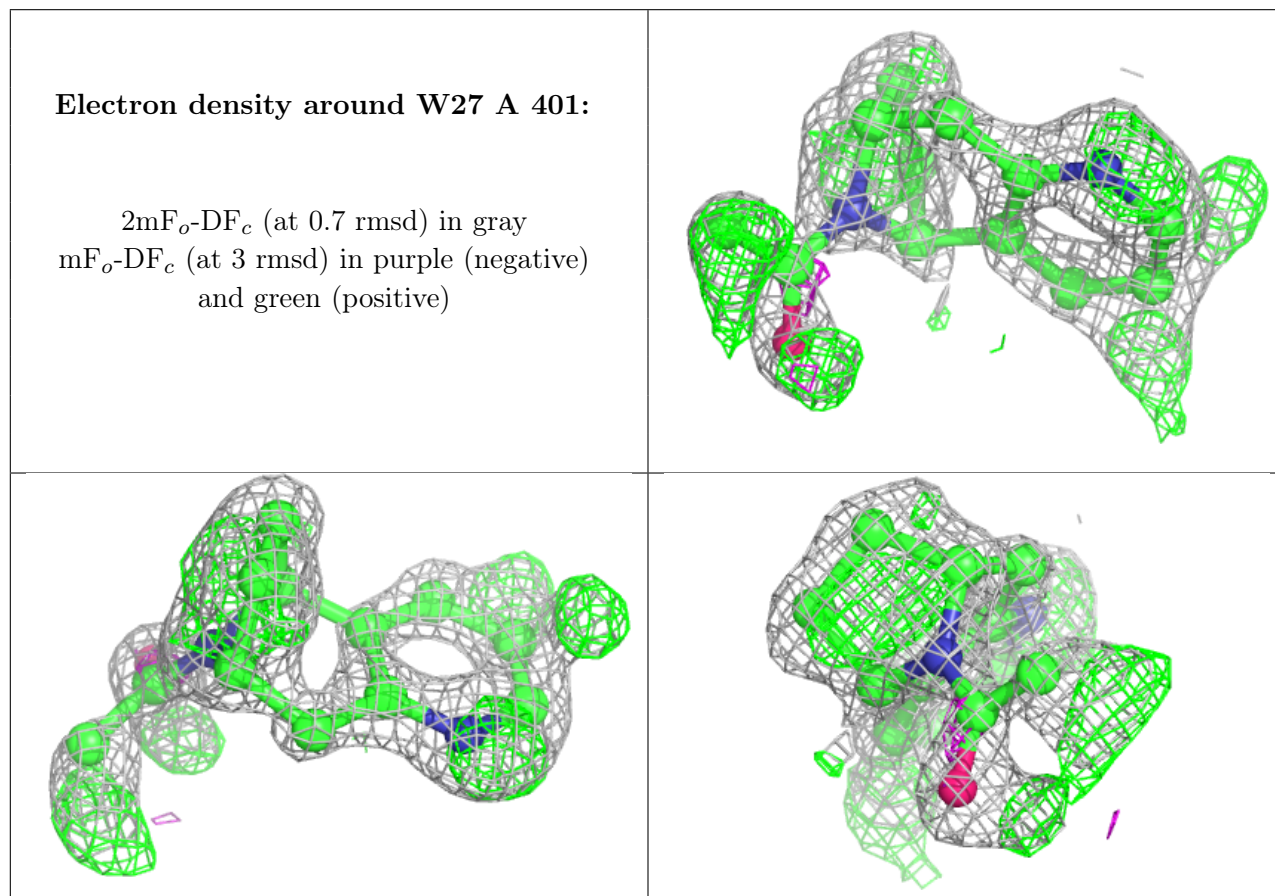 Electron density around W27 A 401:
2mFₒ-DF𝒸 (at 0.7 rmsd) in gray
mFₒ-DF𝒸 (at 3 rmsd) in purple (negative)
and green (positive)